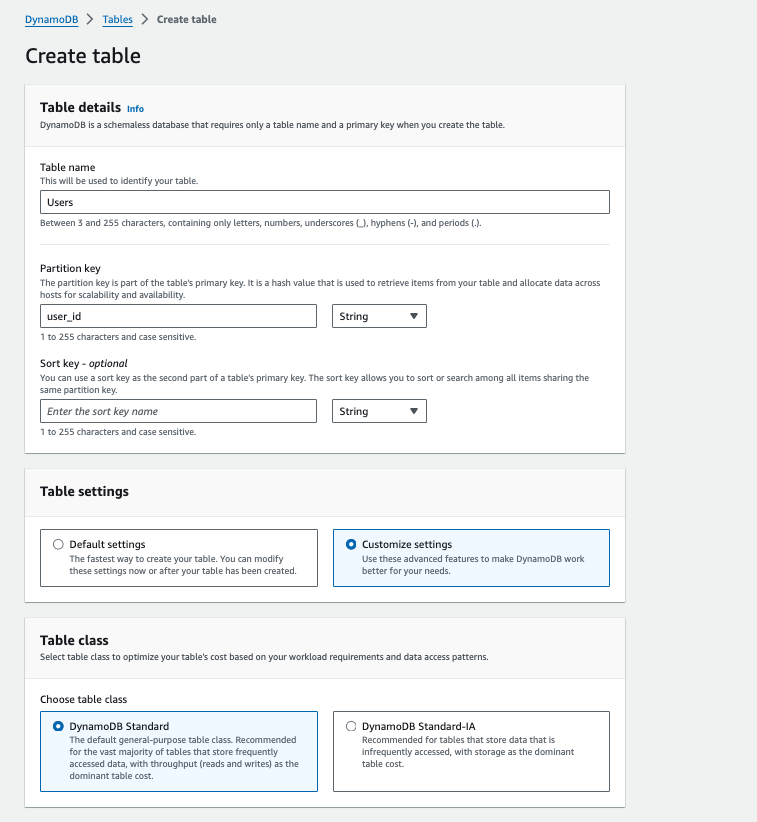 DynamoDB > Tables > Create table
Create table
Table details Info
DynamoDB is a schemaless database that requires only a table name and a primary key when you create the table.
Table name
This will be used to identify your table.
Users
Between 3 and 255 characters, containing only letters, numbers, underscores (_), hyphens (-), and periods (.).
Partition key
The partition key is part of the table's primary key. It is a hash value that is used to retrieve items from your table and allocate data across
hosts for scalability and availability.
user_id String
1 to 255 characters and case sensitive.
Sort key - optional
You can use a sort key as the second part of a table's primary key. The sort key allows you to sort or search among all items sharing the
same partition key.
Enter the sort key name String
1 to 255 characters and case sensitive.
Table settings
Default settings
The fastest way to create your table. You can modify
these settings now or after your table has been created.
Customize settings
Use these advanced features to make DynamoDB work
better for your needs.
Table class
Select table class to optimize your table's cost based on your workload requirements and data access patterns.
Choose table class
DynamoDB Standard
The default general-purpose table class. Recommended
for the vast majority of tables that store frequently
accessed data, with throughput (reads and writes) as the
dominant table cost.
DynamoDB Standard-IA
Recommended for tables that store data that is
infrequently accessed, with storage as the dominant
table cost.